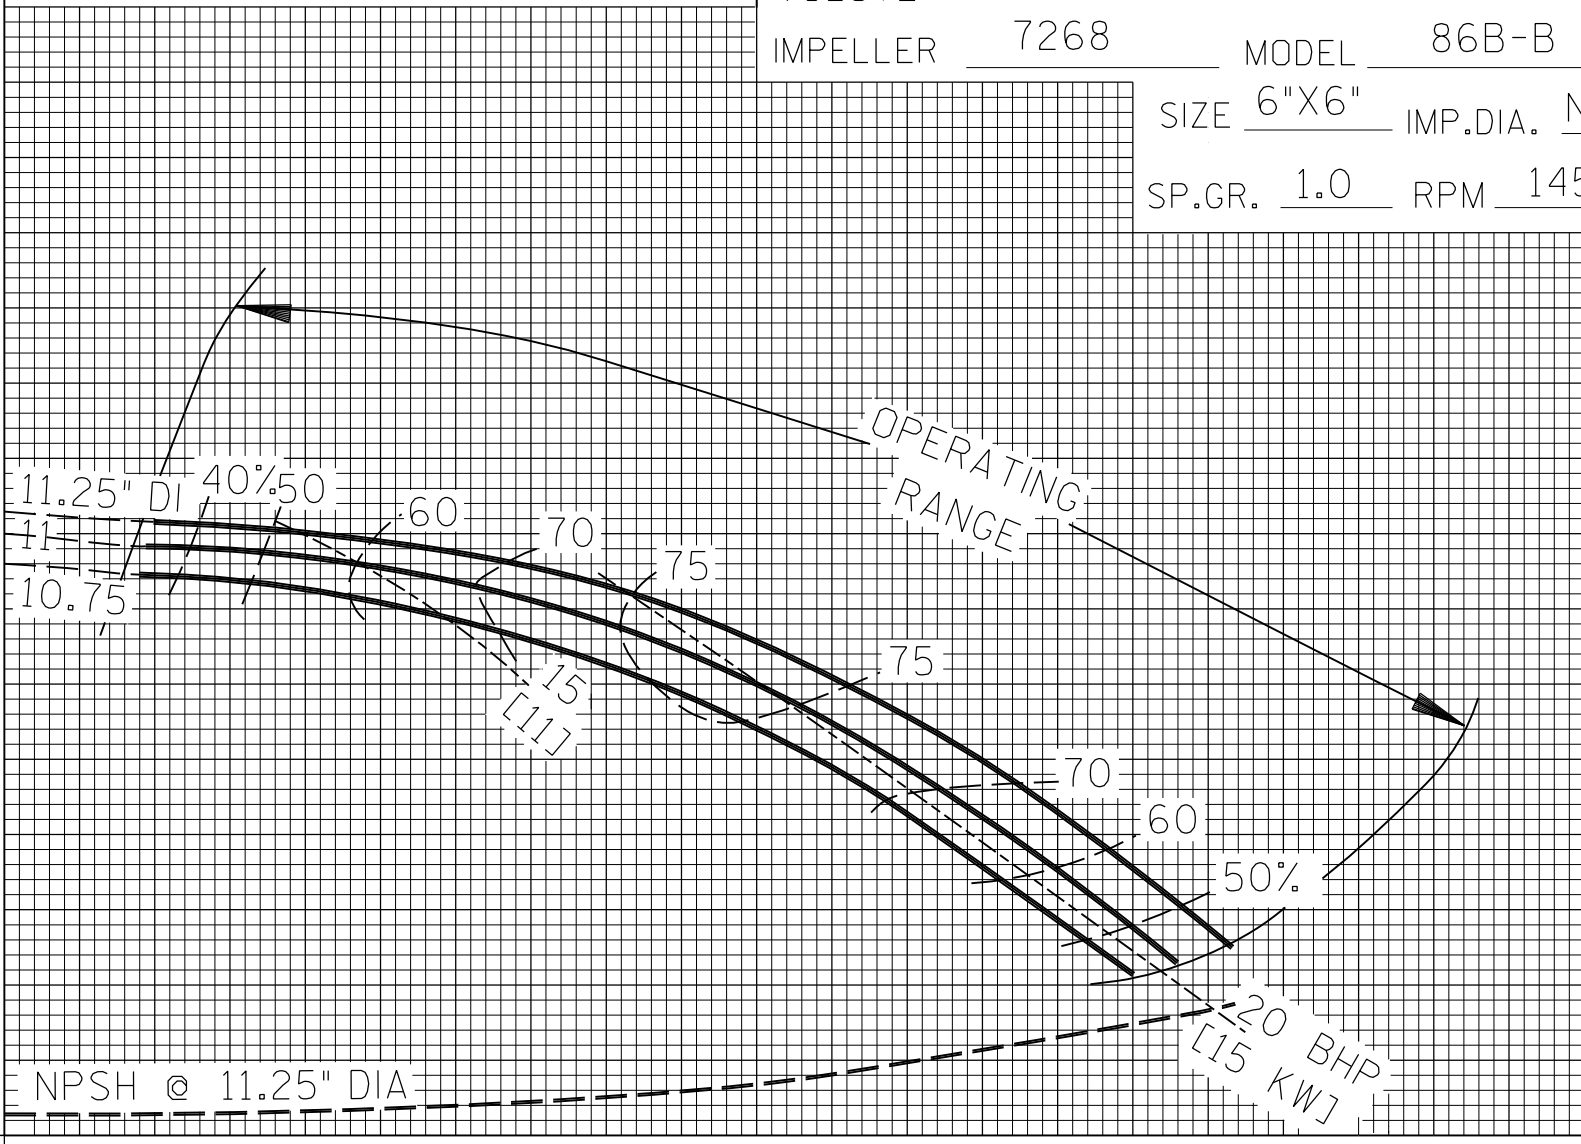 IMPELLER 7268 MODEL 86B-B
SIZE 6"X6" IMP.DIA.
SP.GR. 1.0 RPM 145
OPERATING
RANGE
11.25" DI 40% 50
60
11
70
75
10.75
75
15
[11]
70
60
50%
20 BHP
[15 KW]
NPSH @ 11.25" DIA